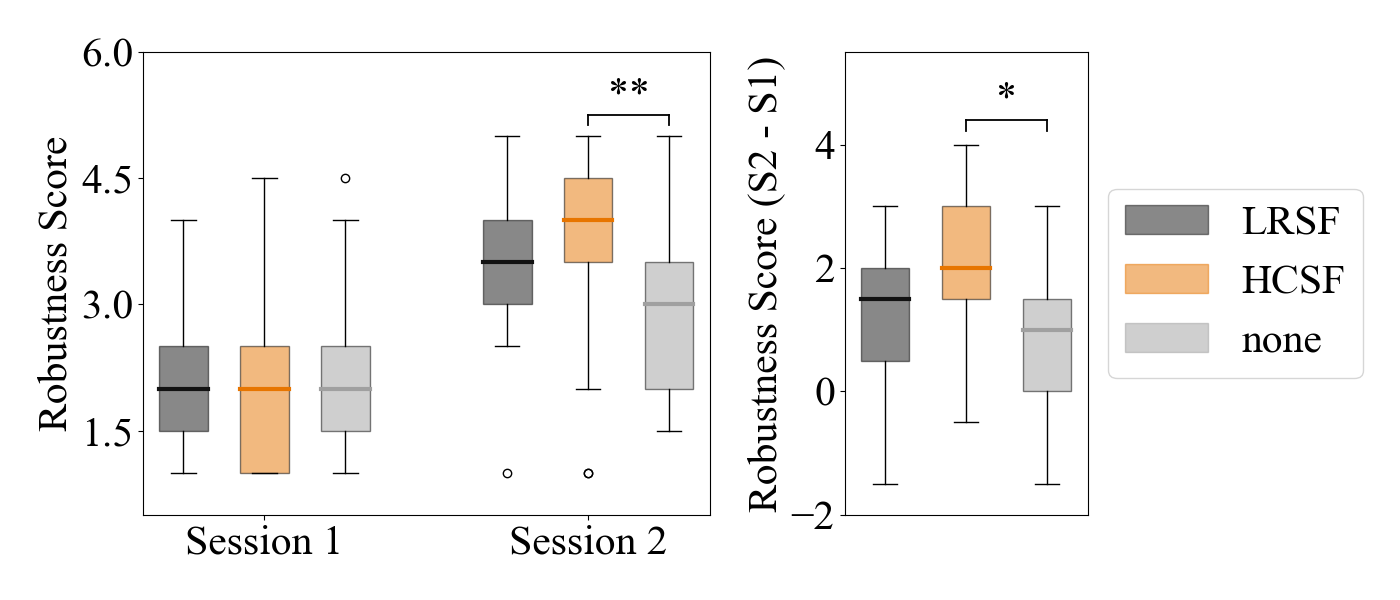 Robustness Score
6.0
4.5
3.0
1.5
**
Session 1
Session 2
Robustness Score (S2 - S1)
4
2
0
−2
*
LRSF
HCSF
none